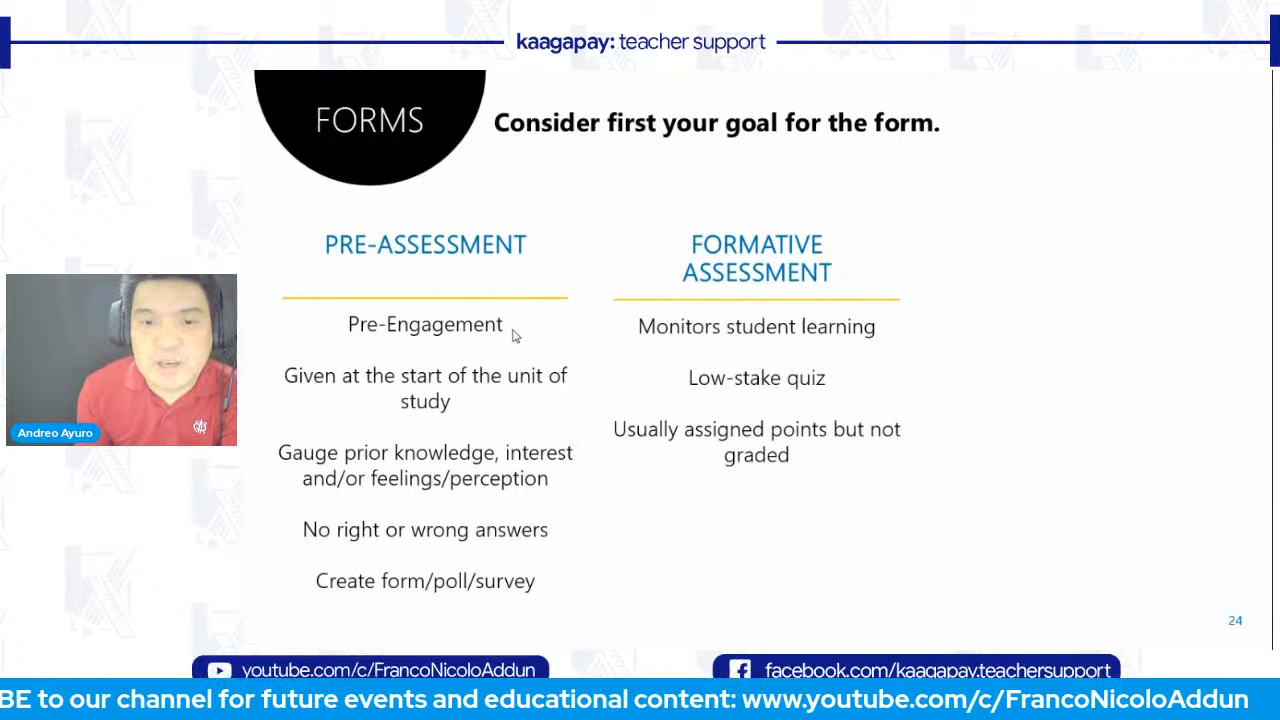 kaagapay: teacher support
FORMS
Consider first your goal for the form.
PRE-ASSESSMENT
Pre-Engagement
Given at the start of the unit of
study
Gauge prior knowledge, interest
and/or feelings/perception
No right or wrong answers
Create form/poll/survey
FORMATIVE
ASSESSMENT
Monitors student learning
Low-stake quiz
Usually assigned points but not
graded
Andreo Ayuro
24
youtube.com/c/FrancoNicoloAddun
facebook.com/kaagapay.teachersupport
BE to our channel for future events and educational content: www.youtube.com/c/FrancoNicoloAddun